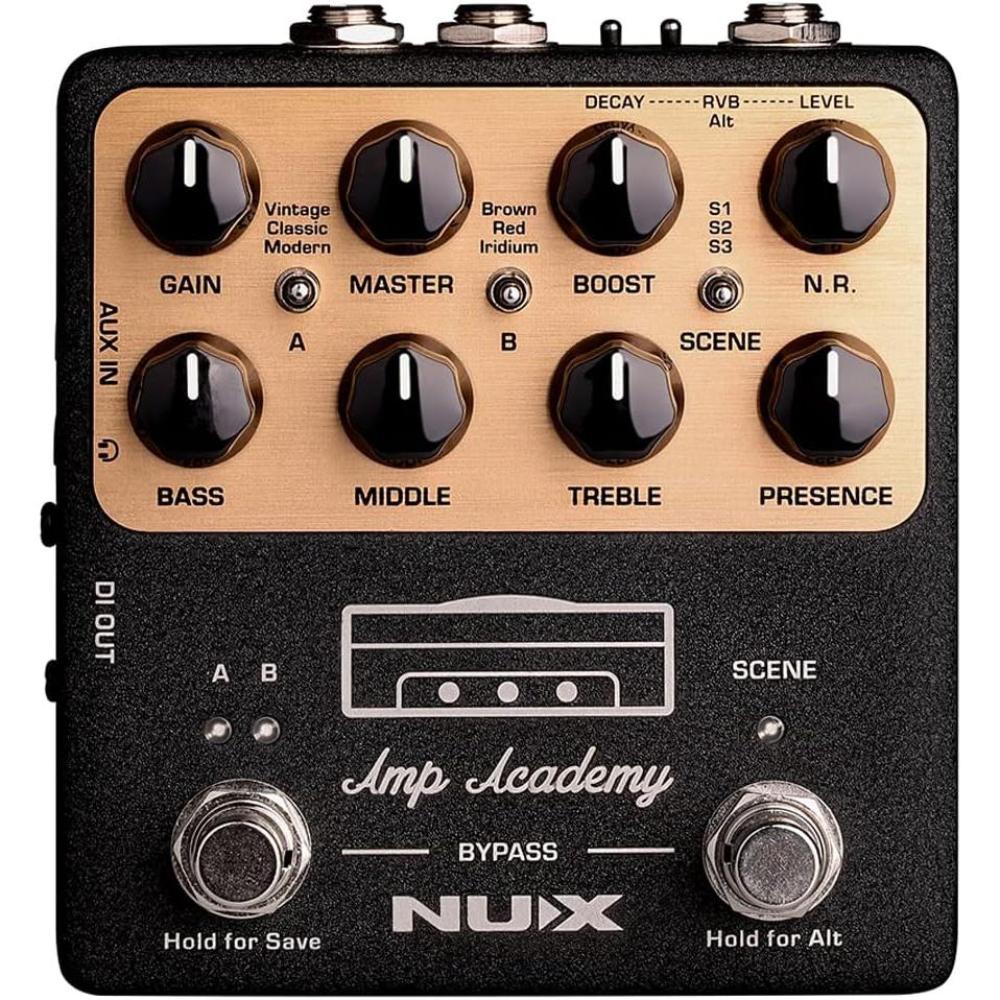 DECAY ------RVB------ LEVEL
Alt
Vintage
Classic
Modern
Brown
Red
Iridium
S1
S2
S3
GAIN
MASTER
BOOST
N.R.
A
B
SCENE
AUX IN
BASS
MIDDLE
TREBLE
PRESENCE
DI OUT
A B
SCENE
Amp Academy
BYPASS
NUX
Hold for Save
Hold for Alt